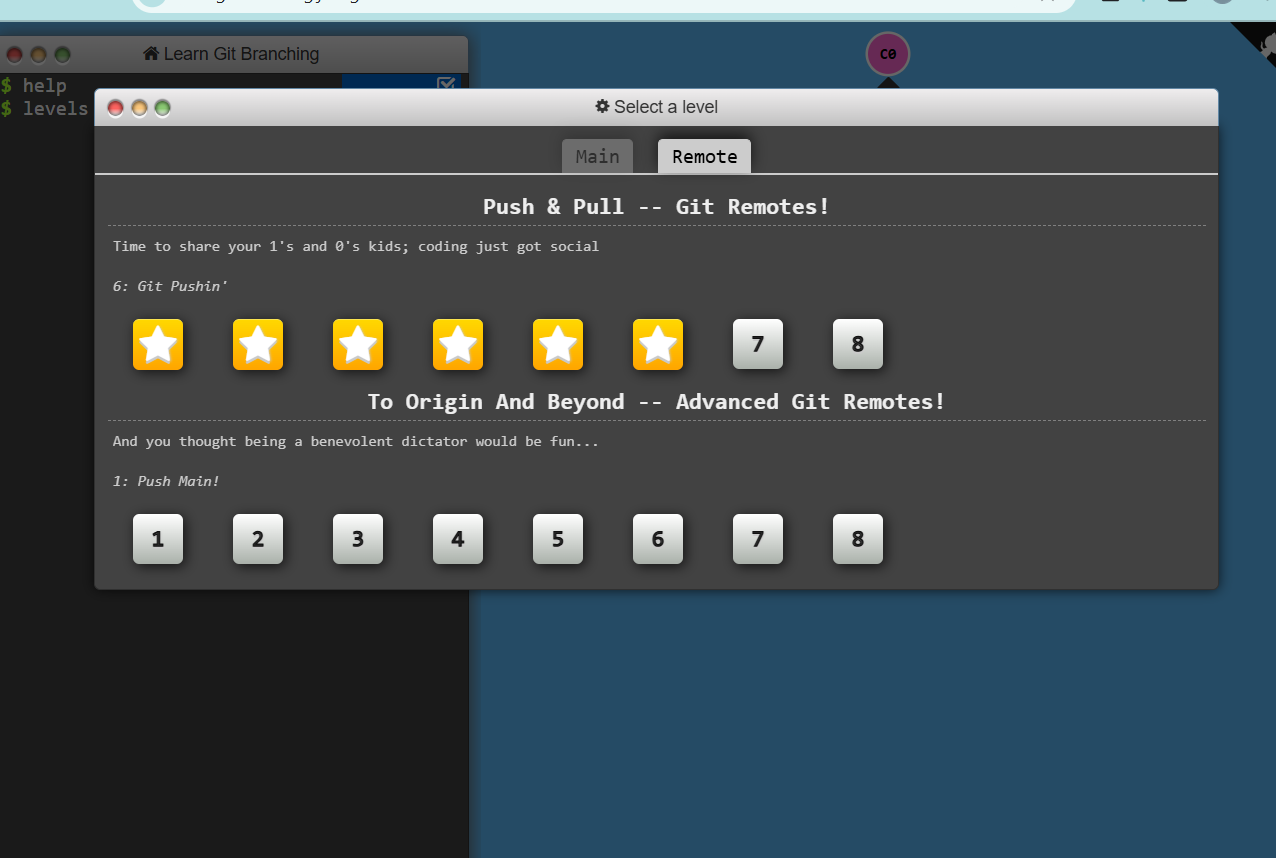 Learn Git Branching
C0
$ help
$ levels
Select a level
Main Remote
Push & Pull -- Git Remotes!
Time to share your 1's and 0's kids; coding just got social
6: Git Pushin'
7 8
To Origin And Beyond -- Advanced Git Remotes!
And you thought being a benevolent dictator would be fun...
1: Push Main!
1 2 3 4 5 6 7 8